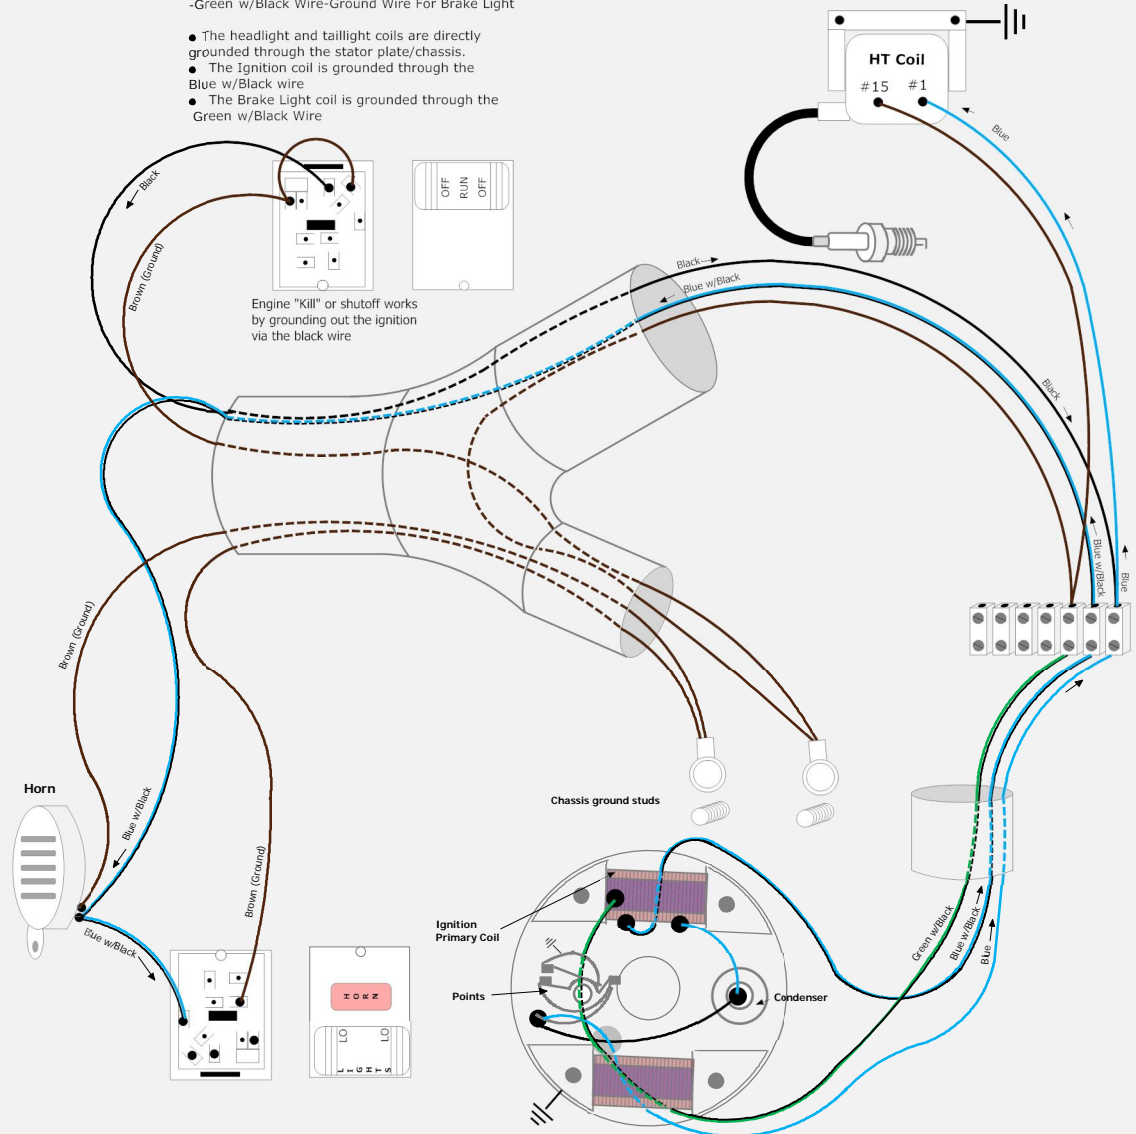 -Green w/Black Wire-Ground Wire For Brake Light
● The headlight and taillight coils are directly
grounded through the stator plate/chassis.
● The Ignition coil is grounded through the
Blue w/Black wire
● The Brake Light coil is grounded through the
Green w/Black Wire
HT Coil
#15 #1
Blue
Black
OFF
RUN
OFF
Brown (Ground)
Black
Blue w/Black
Engine "Kill" or shutoff works
by grounding out the ignition
via the black wire
Black
Blue w/Black
Blue
Brown (Ground)
Horn
Blue w/Black
Chassis ground studs
Brown (Ground)
Ignition
Primary Coil
Green w/Black
Blue w/Black
Blue
Blue w/Black
Points
Condenser
HORN
LO
LO
LIGHTS